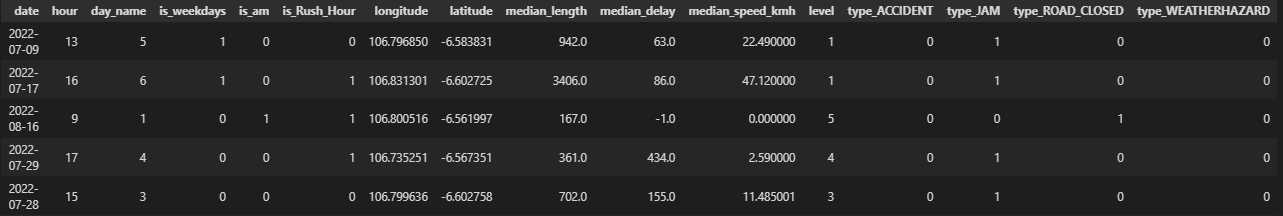 date hour day_name is_weekdays is_am is_Rush_Hour longitude latitude median_length median_delay median_speed_kmh level type_ACCIDENT type_JAM type_ROAD_CLOSED type_WEATHERHAZARD
2022-
07-09 13 5 1 0 0 106.796850 -6.583831 942.0 63.0 22.490000 1 0 1 0 0
2022-
07-17 16 6 1 0 1 106.831301 -6.602725 3406.0 86.0 47.120000 1 0 1 0 0
2022-
08-16 9 1 0 1 1 106.800516 -6.561997 167.0 -1.0 0.000000 5 0 0 1 0
2022-
07-29 17 4 0 0 1 106.735251 -6.567351 361.0 434.0 2.590000 4 0 1 0 0
2022-
07-28 15 3 0 0 0 106.799636 -6.602758 702.0 155.0 11.485001 3 0 1 0 0